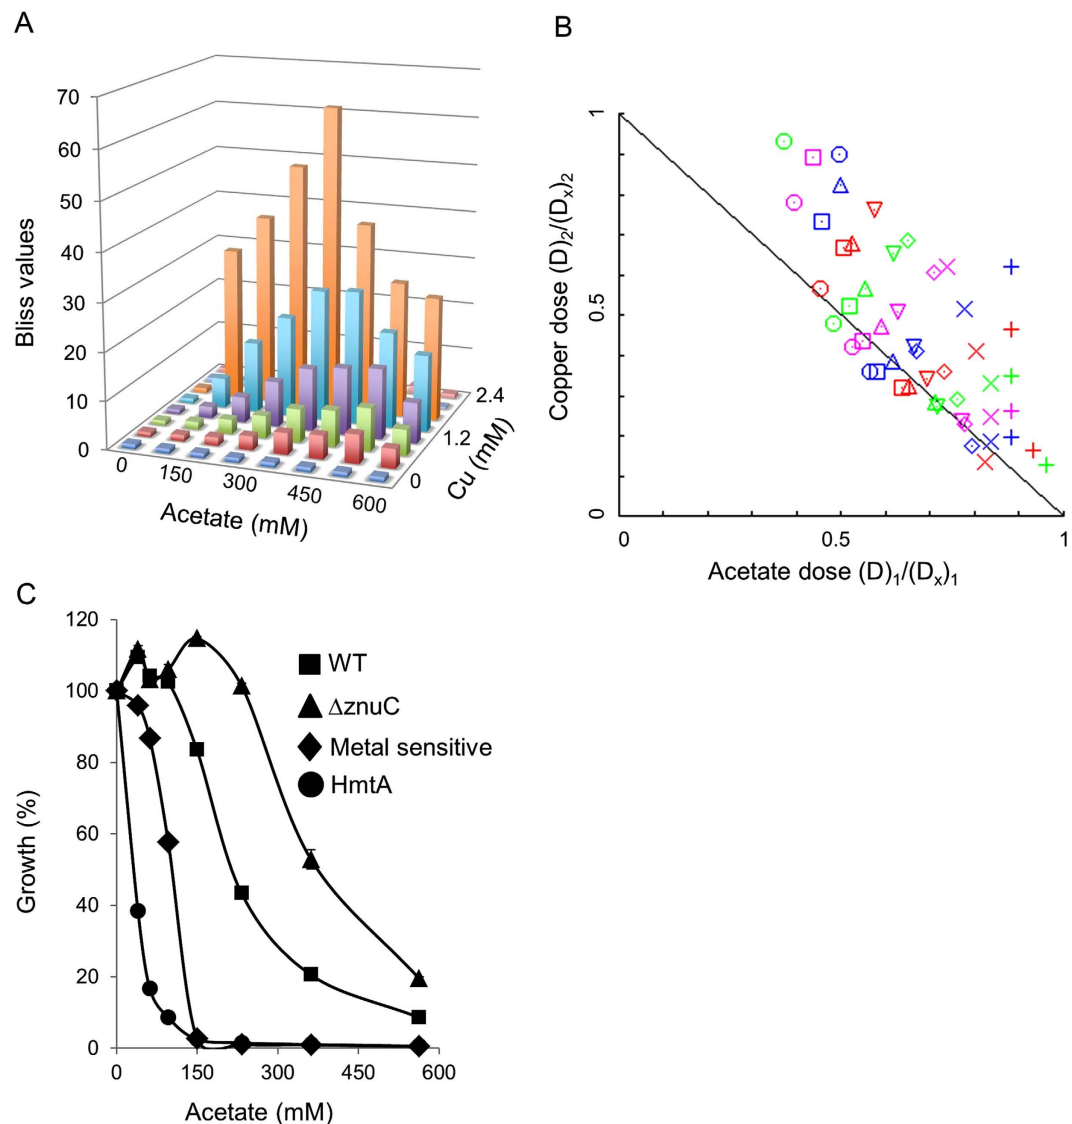 A
B
70
60
50
40
30
20
10
0
Bliss values
0
150
300
450
600
Acetate (mM)
0
1.2
2.4
Cu (mM)
1
0.5
0
Copper dose (D)₂/(Dₓ)₂
0
0.5
1
Acetate dose (D)₁/(Dₓ)₁
C
120
100
80
60
40
20
0
Growth (%)
WT
ΔznuC
Metal sensitive
HmtA
0
150
300
450
600
Acetate (mM)